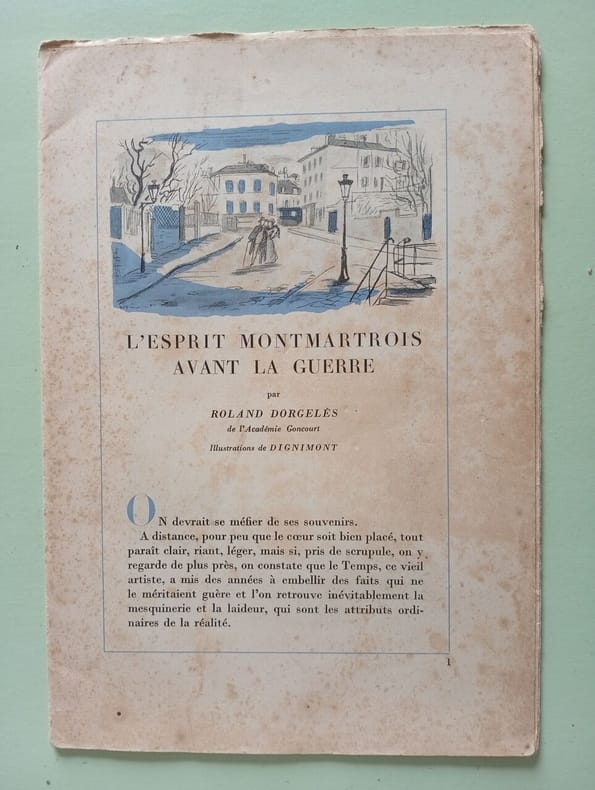 L'ESPRIT MONTMARTROIS
AVANT LA GUERRE
par
ROLAND DORGELÈS
de l'Académie Goncourt
Illustrations de DIGNIMONT
ON devrait se méfier de ses souvenirs.
A distance, pour peu que le cœur soit bien placé, tout
paraît clair, riant, léger, mais si, pris de scrupule, on y
regarde de plus près, on constate que le Temps, ce vieil
artiste, a mis des années à embellir des faits qui ne
le méritaient guère et l'on retrouve inévitablement la
mesquinerie et la laideur, qui sont les attributs ordi-
naires de la réalité.
1